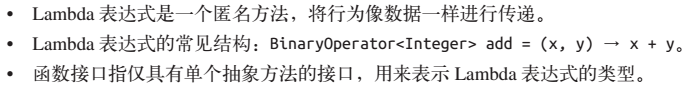 • Lambda 表达式是一个匿名方法，将行为像数据一样进行传递。
• Lambda 表达式的常见结构：BinaryOperator<Integer> add = (x, y) → x + y。
• 函数接口指仅具有单个抽象方法的接口，用来表示 Lambda 表达式的类型。